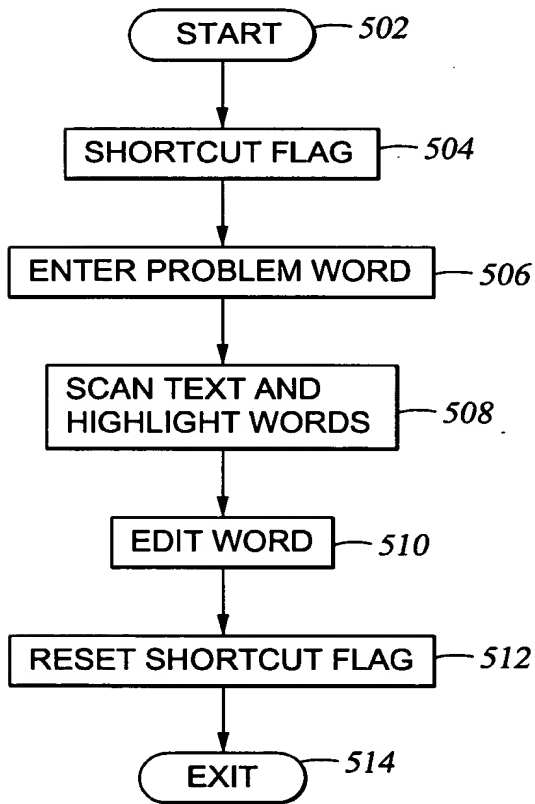 START 502
SHORTCUT FLAG 504
ENTER PROBLEM WORD 506
SCAN TEXT AND
HIGHLIGHT WORDS 508
EDIT WORD 510
RESET SHORTCUT FLAG 512
EXIT 514